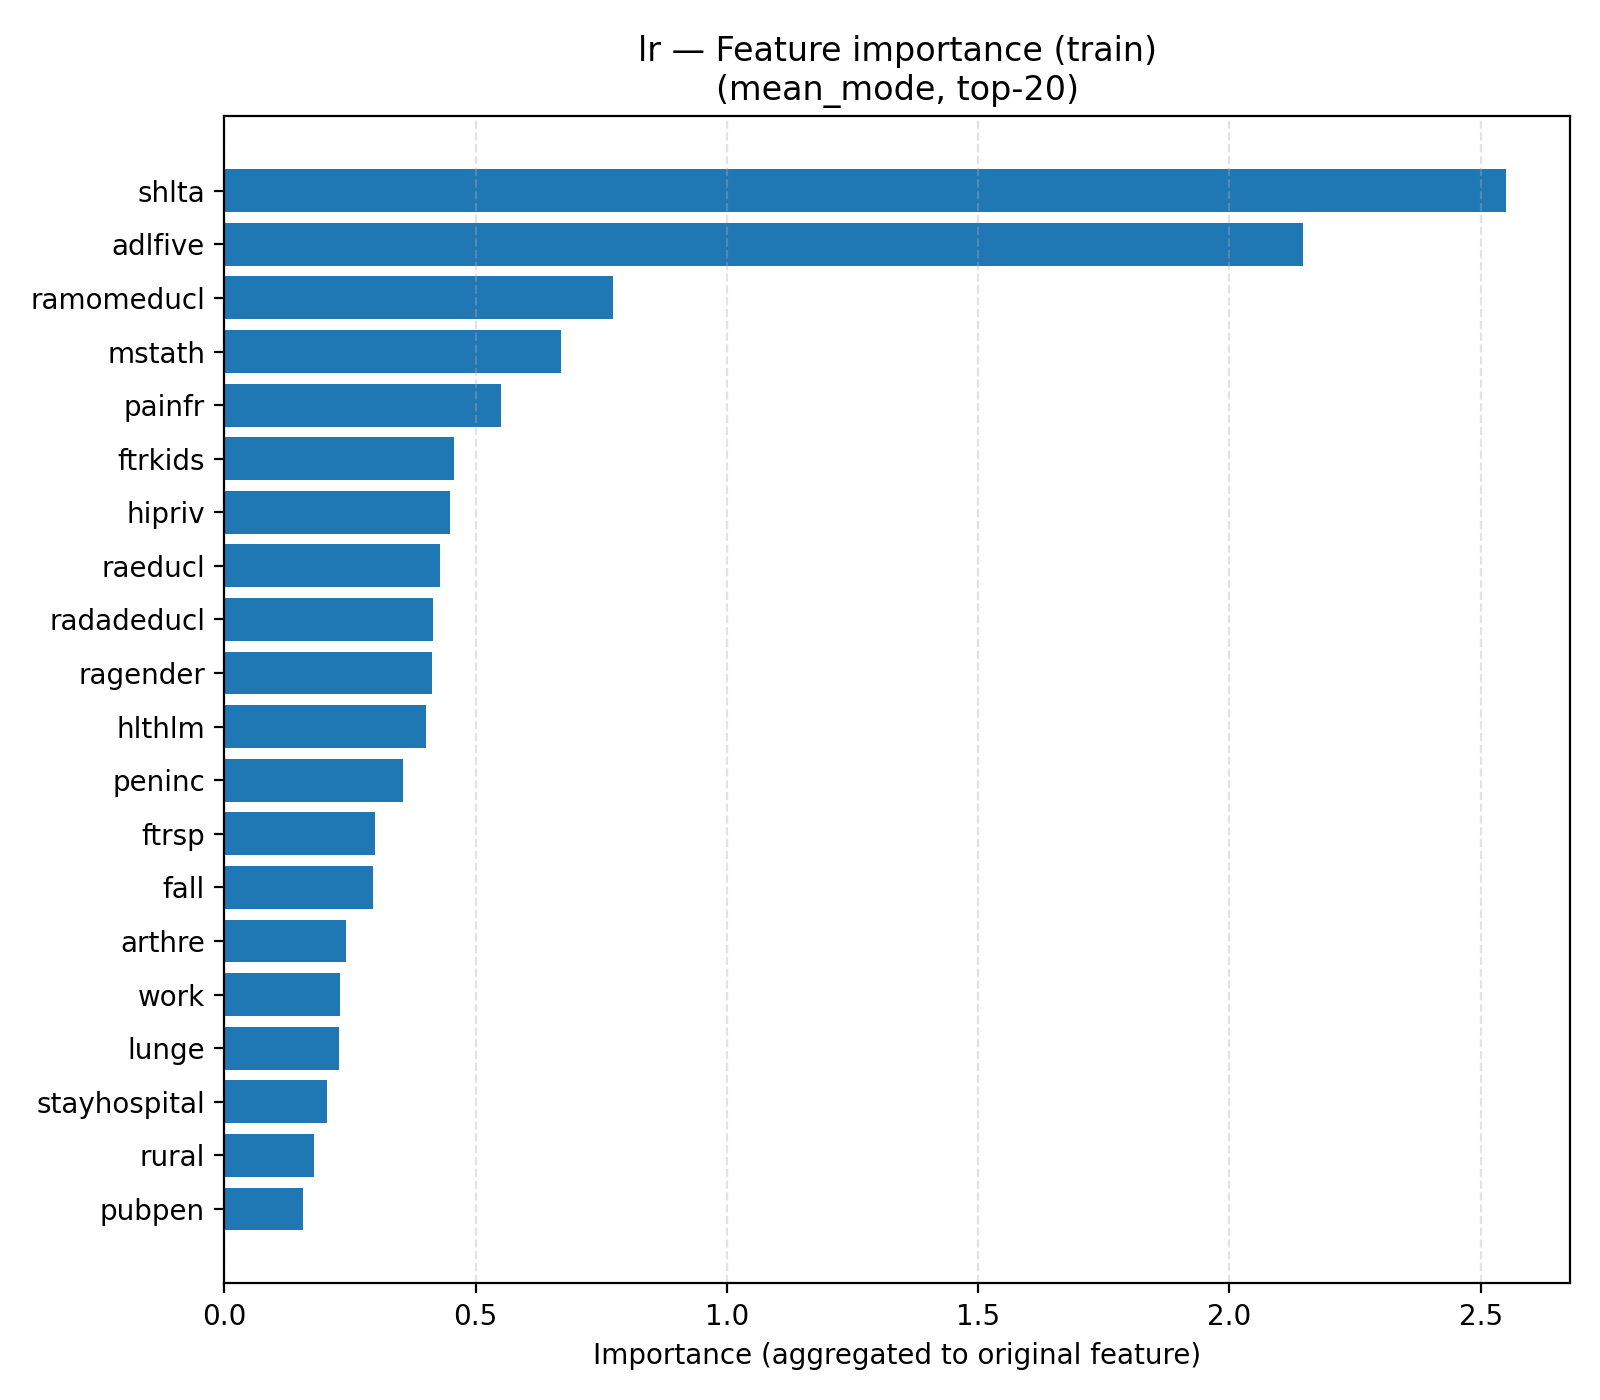 lr — Feature importance (train)
(mean_mode, top-20)
shlta
adlfive
ramomeducl
mstath
painfr
ftrkids
hipriv
raeducl
radadeducl
ragender
hlthlm
peninc
ftrsp
fall
arthre
work
lunge
stayhospital
rural
pubpen
0.0 0.5 1.0 1.5 2.0 2.5
Importance (aggregated to original feature)